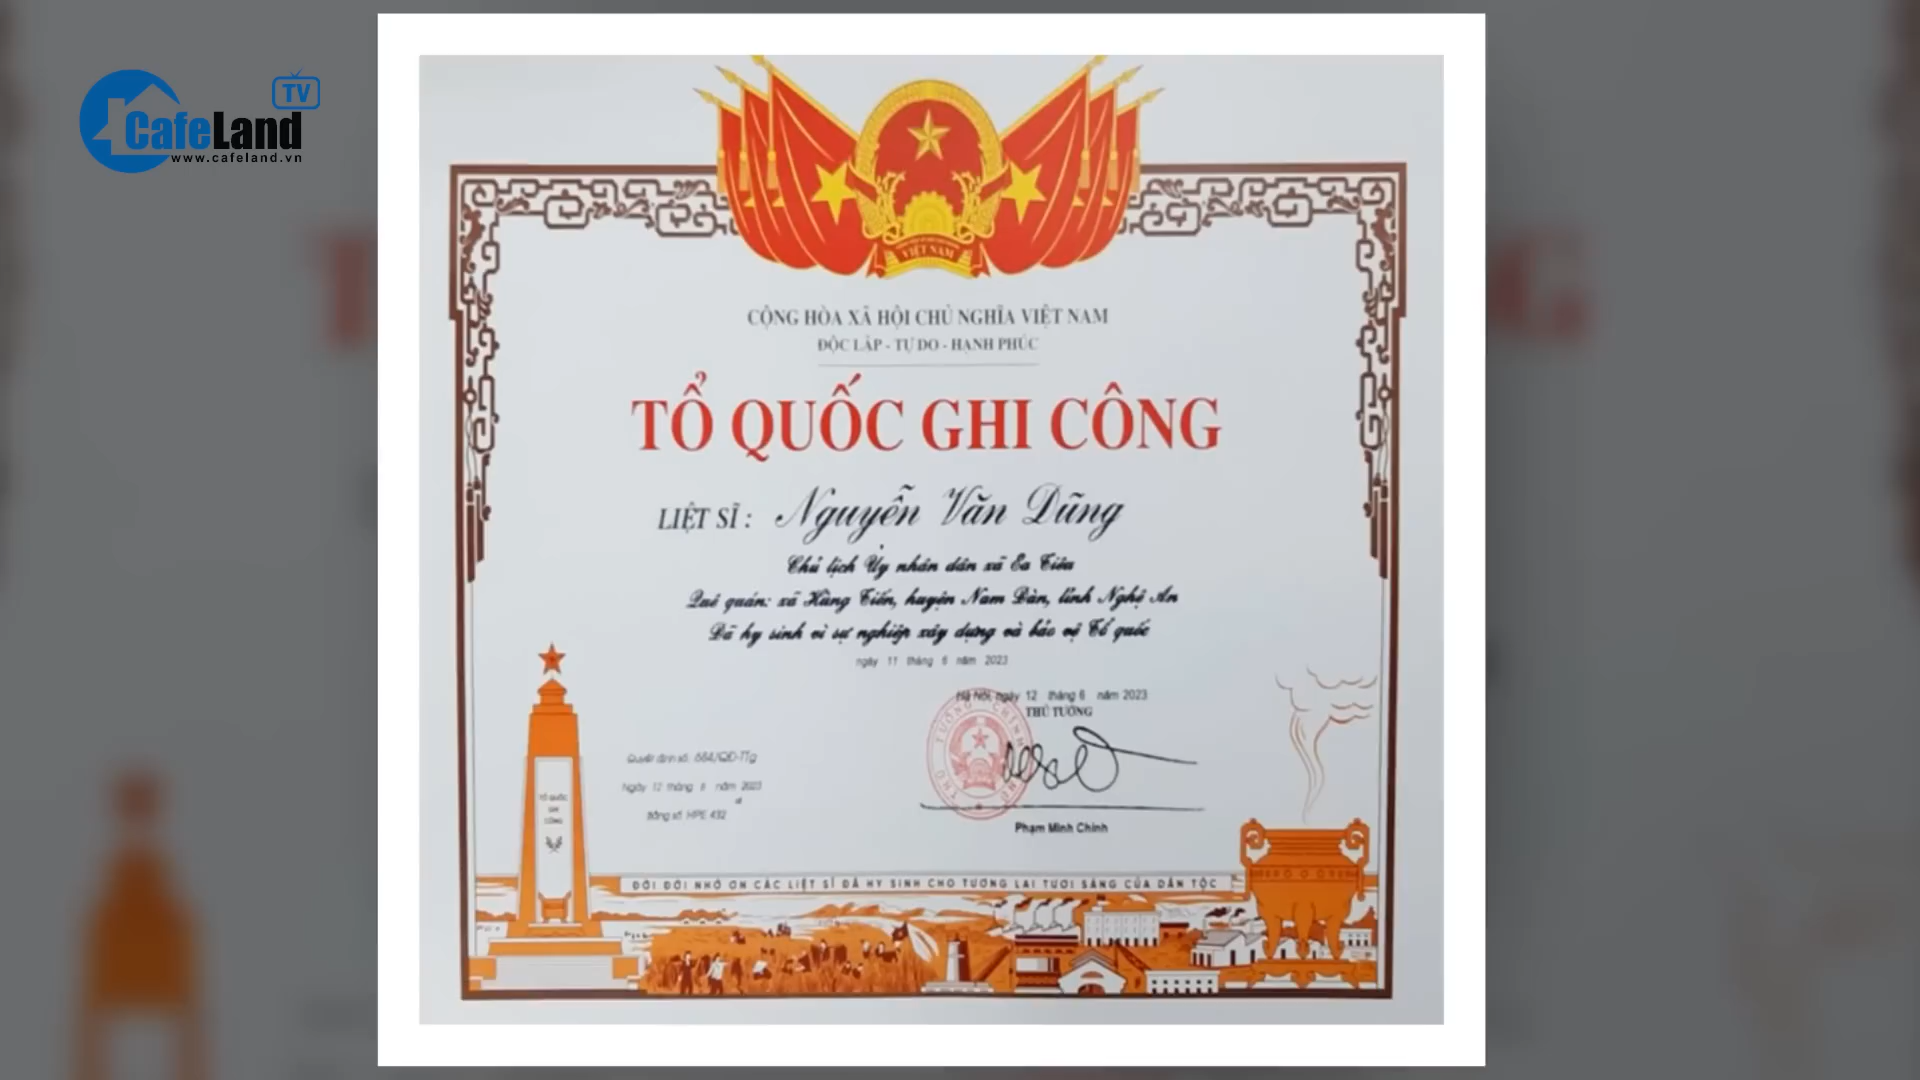 CafeLand TV
www.cafeland.vn
VIỆT NAM
CỘNG HÒA XÃ HỘI CHỦ NGHĨA VIỆT NAM
ĐỘC LẬP - TỰ DO - HẠNH PHÚC
TỔ QUỐC GHI CÔNG
LIỆT SĨ : Nguyễn Văn Dũng
Chủ tịch Ủy nhân dân xã Ea Tiêu
Quê quán: xã Hùng Tiến, huyện Nam Đàn, tỉnh Nghệ An
Đã hy sinh vì sự nghiệp xây dựng và bảo vệ Tổ quốc
ngày 11 tháng 6 năm 2023
Hà Nội, ngày 12 tháng 6 năm 2023
THỦ TƯỚNG
Quyết định số: 684/QĐ-TTg
Ngày 12 tháng 6 năm 2023
Bằng số: HPE 432
Phạm Minh Chính
TỔ QUỐC
GHI
CÔNG
ĐỜI ĐỜI NHỚ ƠN CÁC LIỆT SĨ ĐÃ HY SINH CHO TƯƠNG LAI TƯƠI SÁNG CỦA DÂN TỘC